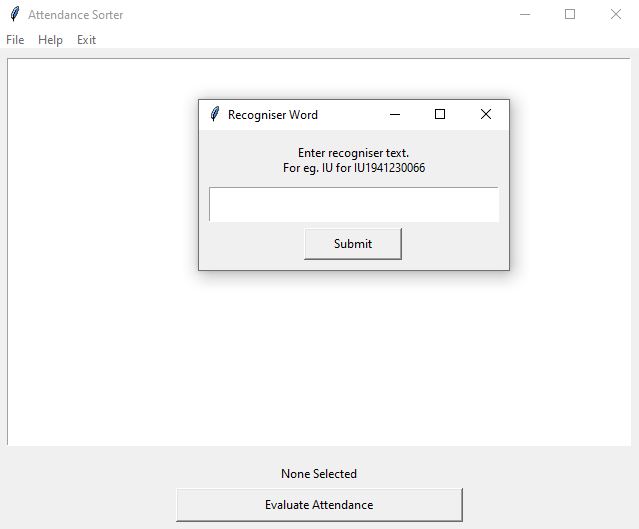 Attendance Sorter
File Help Exit
Recogniser Word
Enter recogniser text.
For eg. IU for IU1941230066
Submit
None Selected
Evaluate Attendance